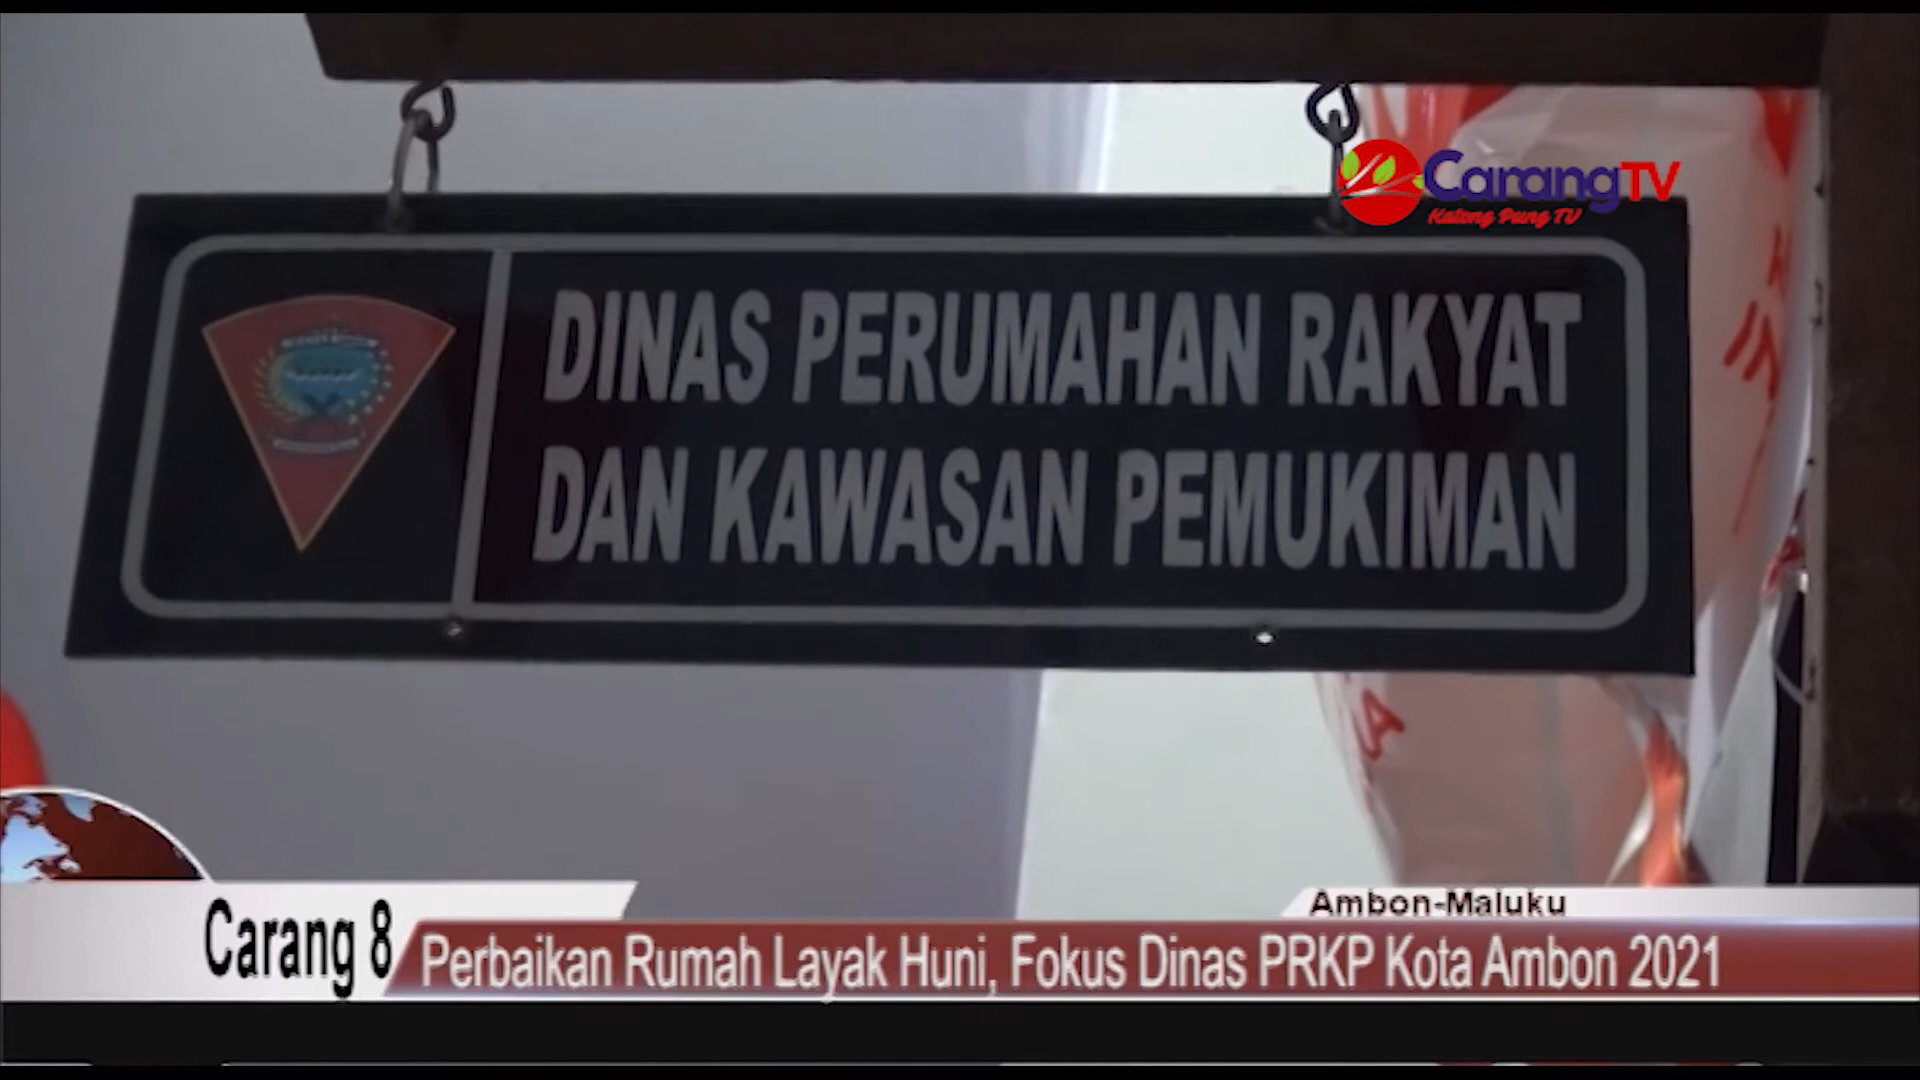 CarangTV
Katong Pung TV
DINAS PERUMAHAN RAKYAT
DAN KAWASAN PEMUKIMAN
Ambon-Maluku
Carang 8
Perbaikan Rumah Layak Huni, Fokus Dinas PRKP Kota Ambon 2021